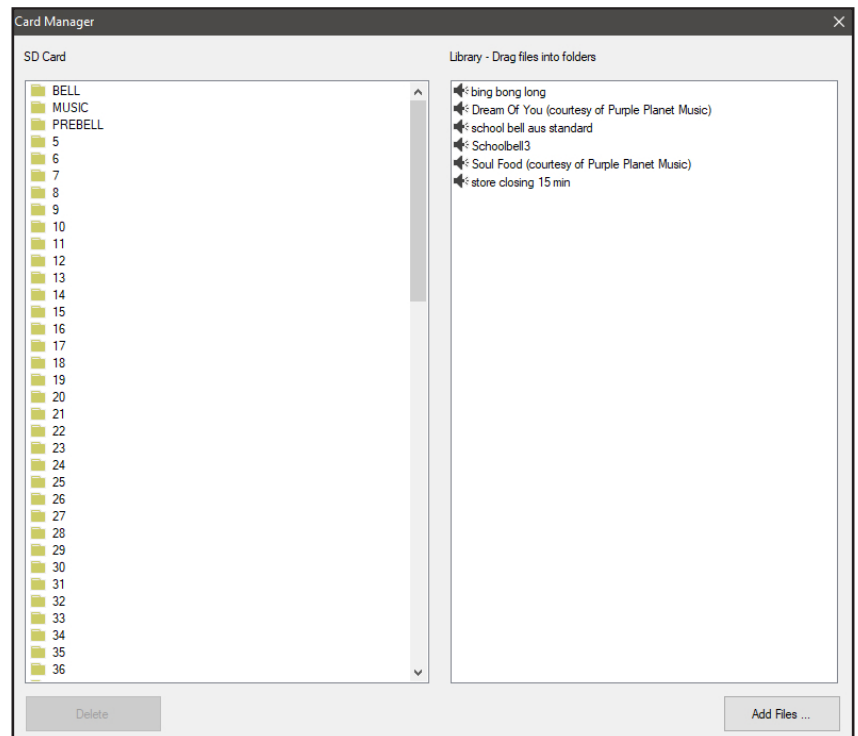 Card Manager
SD Card
BELL
MUSIC
PREBELL
5
6
7
8
9
10
11
12
13
14
15
16
17
18
19
20
21
22
23
24
25
26
27
28
29
30
31
32
33
34
35
36
Delete
Library - Drag files into folders
bing bong long
Dream Of You (courtesy of Purple Planet Music)
school bell aus standard
Schoolbell3
Soul Food (courtesy of Purple Planet Music)
store closing 15 min
Add Files ...